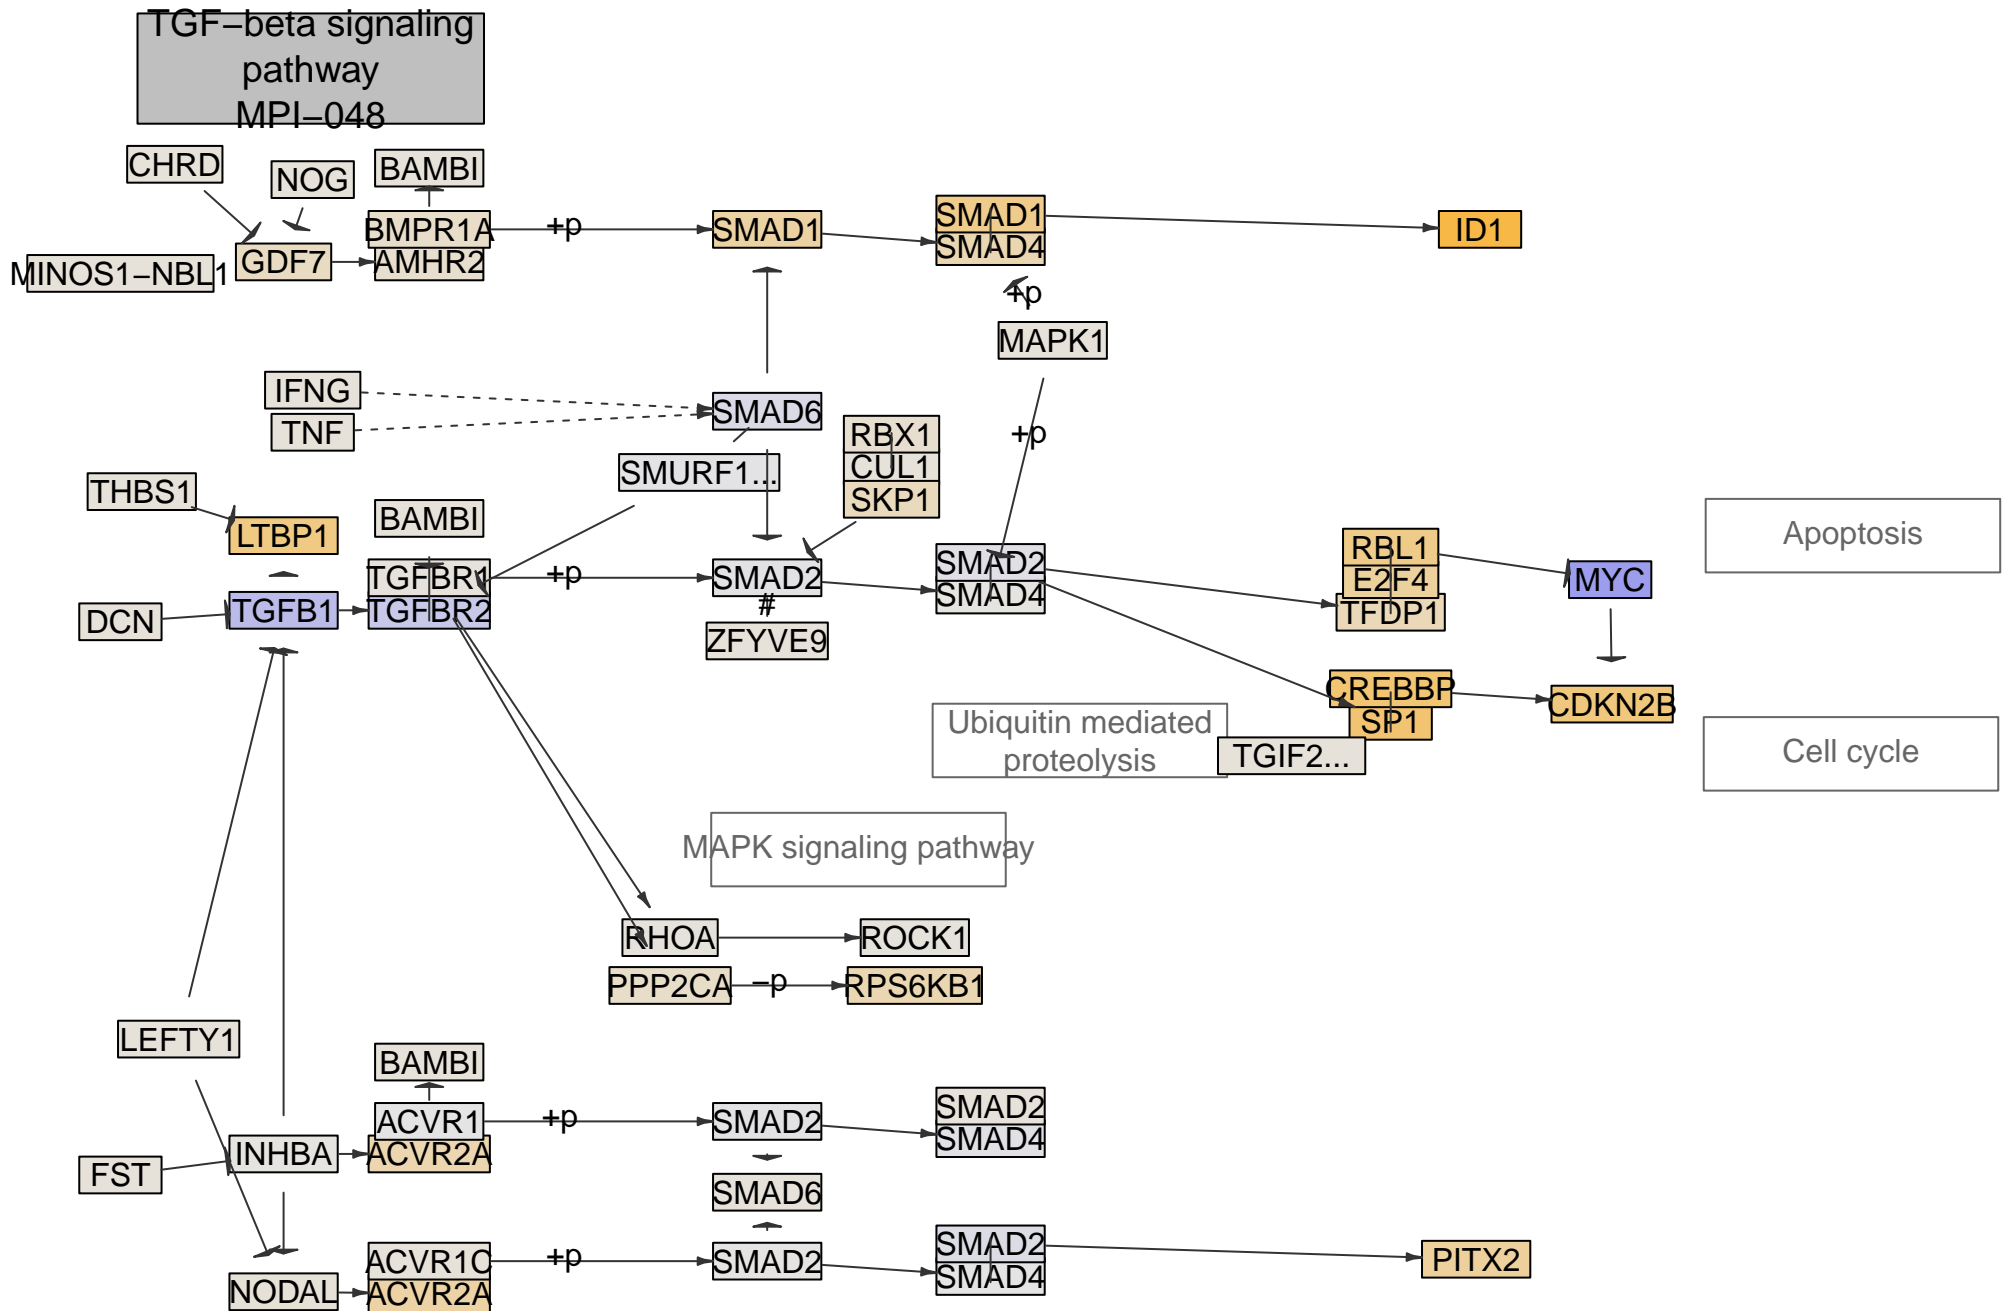 TGF−beta signaling
pathway
MPI−048
CHRD
NOG
BAMBI
BMPR1A
+p
SMAD1
SMAD1
SMAD4
ID1
MINOS1−NBL1
GDF7
AMHR2
+p
MAPK1
IFNG
TNF
SMAD6
+p
RBX1
CUL1
SKP1
SMURF1...
THBS1
LTBP1
BAMBI
TGFBR1
+p
SMAD2
SMAD2
SMAD4
RBL1
E2F4
TFDP1
MYC
Apoptosis
DCN
TGFB1
TGFBR2
#
ZFYVE9
CREBBP
SP1
CDKN2B
Ubiquitin mediated
proteolysis
TGIF2...
Cell cycle
MAPK signaling pathway
RHOA
ROCK1
PPP2CA
−p
RPS6KB1
LEFTY1
BAMBI
ACVR1
+p
SMAD2
SMAD2
SMAD4
FST
INHBA
ACVR2A
SMAD6
ACVR1C
+p
SMAD2
SMAD2
SMAD4
PITX2
NODAL
ACVR2A